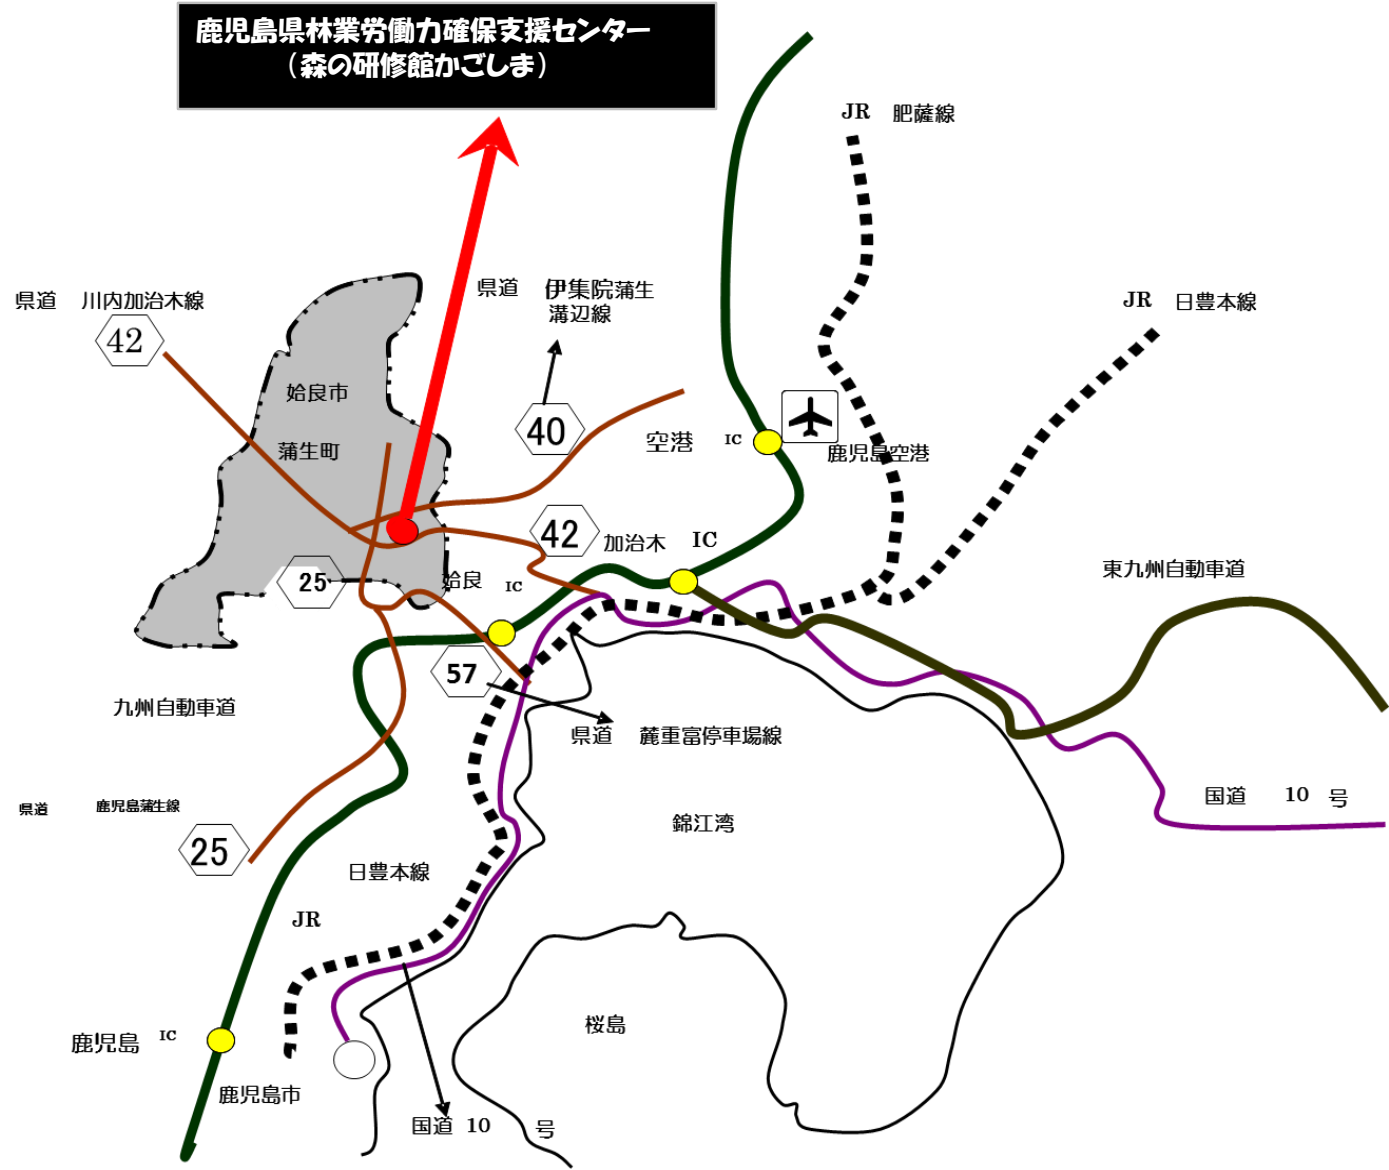 鹿児島県林業労働力確保支援センター
（森の研修館かごしま）
JR 肥薩線
県道 川内加治木線
42
県道 伊集院蒲生
溝辺線
JR 日豊本線
姶良市
蒲生町
40
空港 IC
鹿児島空港
42
加治木 IC
25
姶良 IC
東九州自動車道
57
九州自動車道
県道 麓重富停車場線
県道 鹿児島蒲生線
25
国道 10 号
錦江湾
日豊本線
JR
桜島
鹿児島 IC
鹿児島市
国道 10 号